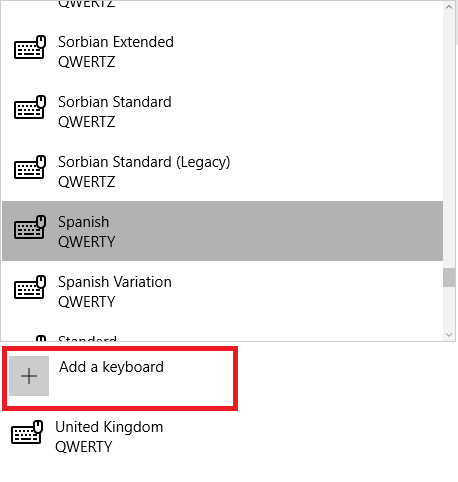 QWERTZ
Sorbian Extended
QWERTZ
Sorbian Standard
QWERTZ
Sorbian Standard (Legacy)
QWERTZ
Spanish
QWERTY
Spanish Variation
QWERTY
Standard
Add a keyboard
United Kingdom
QWERTY